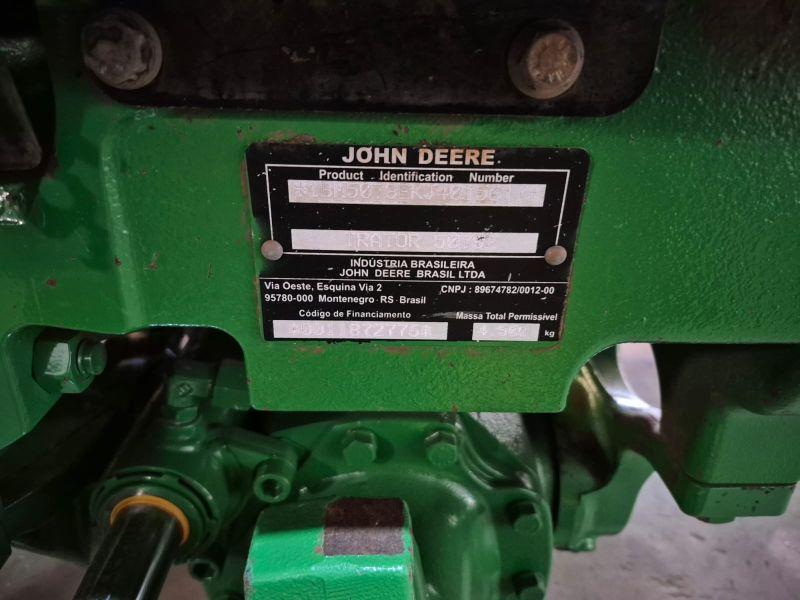 JOHN DEERE
Product Identification Number
TRATOR
INDÚSTRIA BRASILEIRA
JOHN DEERE BRASIL LTDA
Via Oeste, Esquina Via 2 CNPJ : 89674782/0012-00
95780-000 Montenegro - RS - Brasil
Código de Financiamento Massa Total Permissível
kg